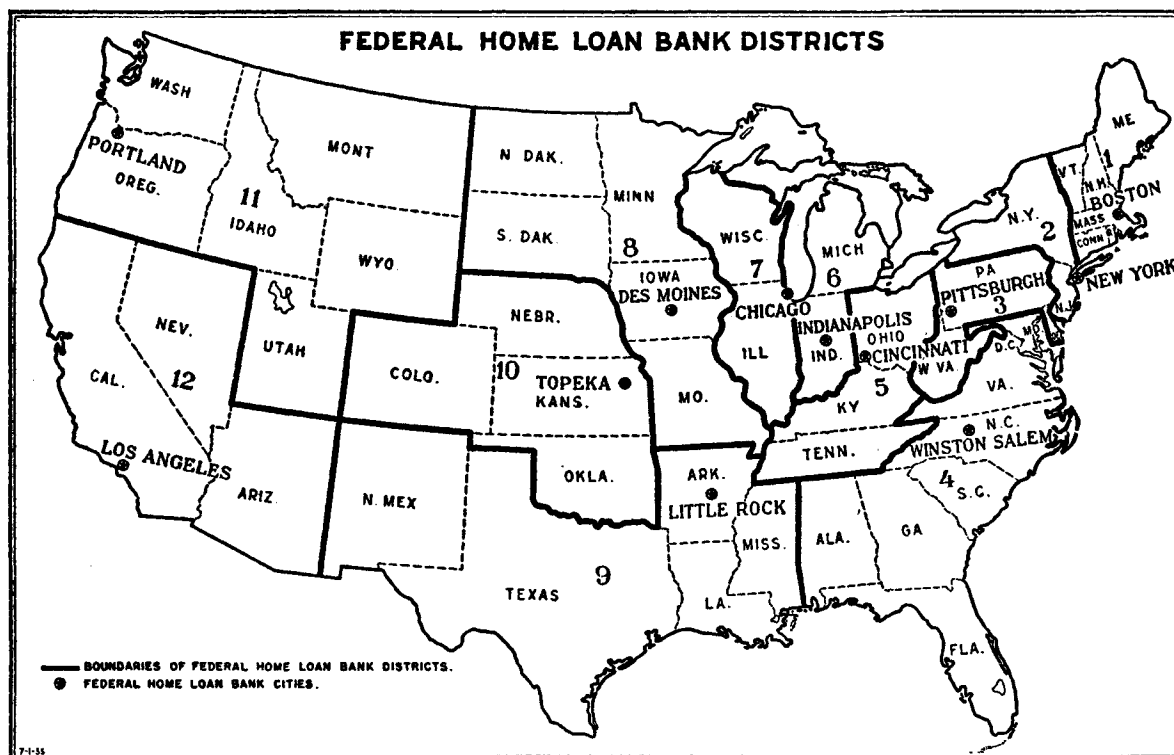 FEDERAL HOME LOAN BANK DISTRICTS
WASH
PORTLAND
OREG.
MONT
11
IDAHO
WYO.
N DAK.
S. DAK.
MINN
8
IOWA
DES MOINES
WISC.
7
MICH
6
CHICAGO
ILL
INDIANAPOLIS
IND.
OHIO
CINCINNATI
W VA.
5
KY
PA
PITTSBURGH
3
N.Y.
2
NEW YORK
N.J.
ME
1
VT.
N.H.
BOSTON
MASS
CONN
D.C.
VA.
NEV.
12
CAL.
LOS ANGELES
UTAH
COLO.
10
NEBR.
TOPEKA
KANS.
MO.
TENN.
N.C.
WINSTON SALEM
4
S.C.
ARIZ.
N. MEX
OKLA.
ARK.
LITTLE ROCK
MISS.
ALA.
GA
9
TEXAS
LA.
FLA.
BOUNDARIES OF FEDERAL HOME LOAN BANK DISTRICTS.
FEDERAL HOME LOAN BANK CITIES.
7-1-35